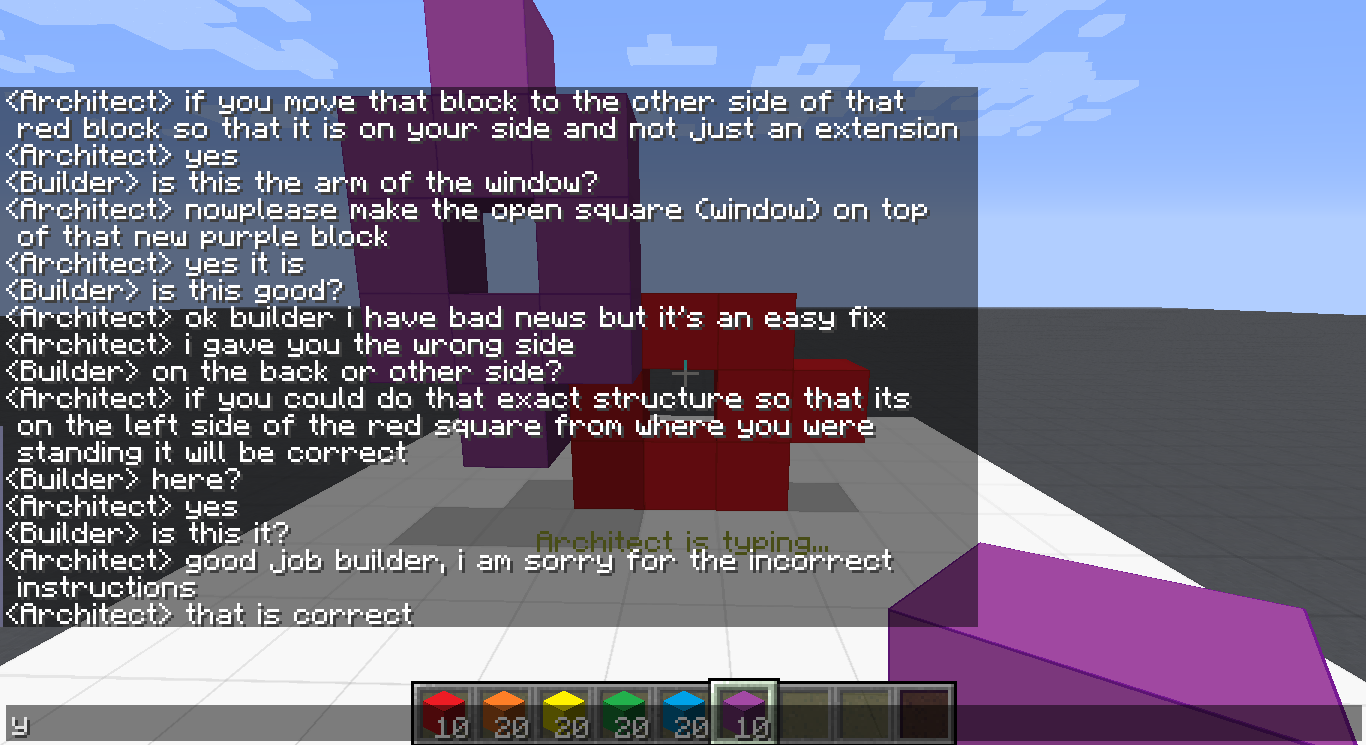 <Architect> if you move that block to the other side of that
red block so that it is on your side and not just an extension
<Architect> yes
<Builder> is this the arm of the window?
<Architect> nowplease make the open square (window) on top
of that new purple block
<Architect> yes it is
<Builder> is this good?
<Architect> ok builder i have bad news but it's an easy fix
<Architect> i gave you the wrong side
<Builder> on the back or other side?
<Architect> if you could do that exact structure so that its
on the left side of the red square from where you were
standing it will be correct
<Builder> here?
<Architect> yes
<Builder> is this it?
Architect is typing...
<Architect> good job builder, i am sorry for the incorrect
instructions
<Architect> that is correct
10 20 20 20 20 10
y